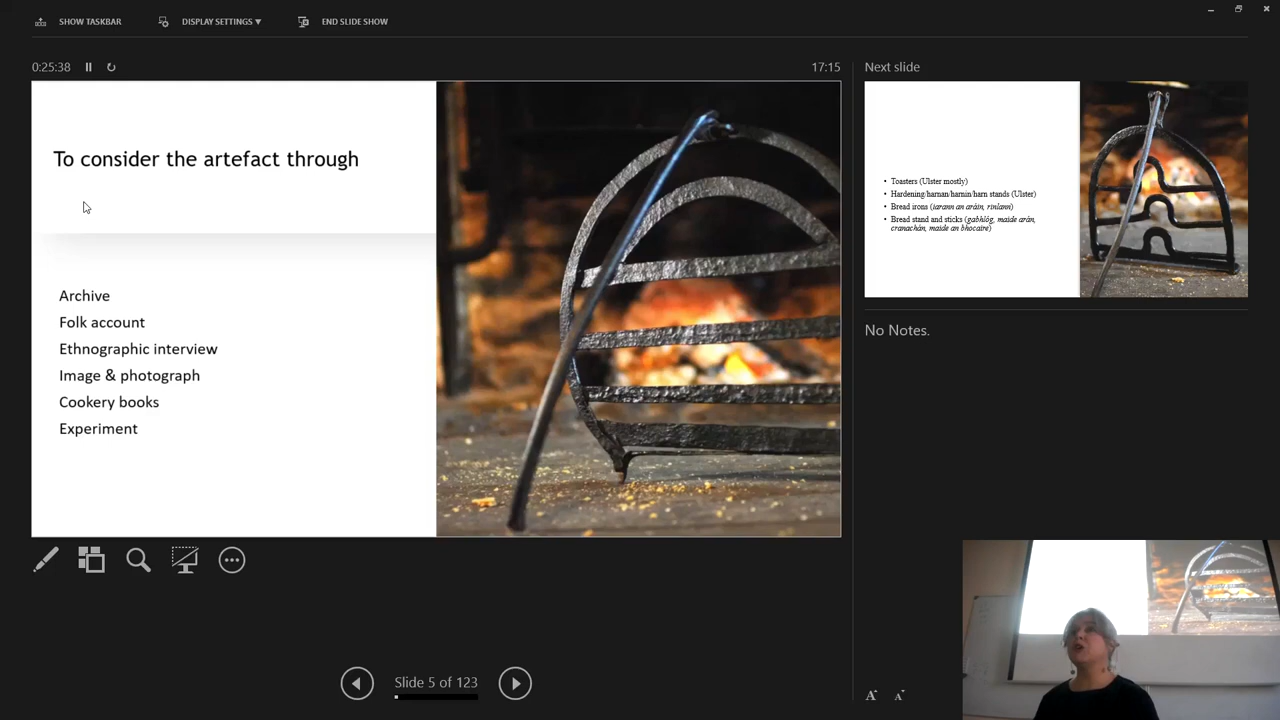 SHOW TASKBAR
DISPLAY SETTINGS ▼
END SLIDE SHOW
0:25:38
17:15
Next slide
To consider the artefact through
Archive
Folk account
Ethnographic interview
Image & photograph
Cookery books
Experiment
• Toasters (Ulster mostly)
• Hardening/harnan/harnin/harn stands (Ulster)
• Bread irons (iarann an aráin, rinlann)
• Bread stand and sticks (gabhlóg, maide arán,
cranachán, maide an bhocaire)
No Notes.
Slide 5 of 123